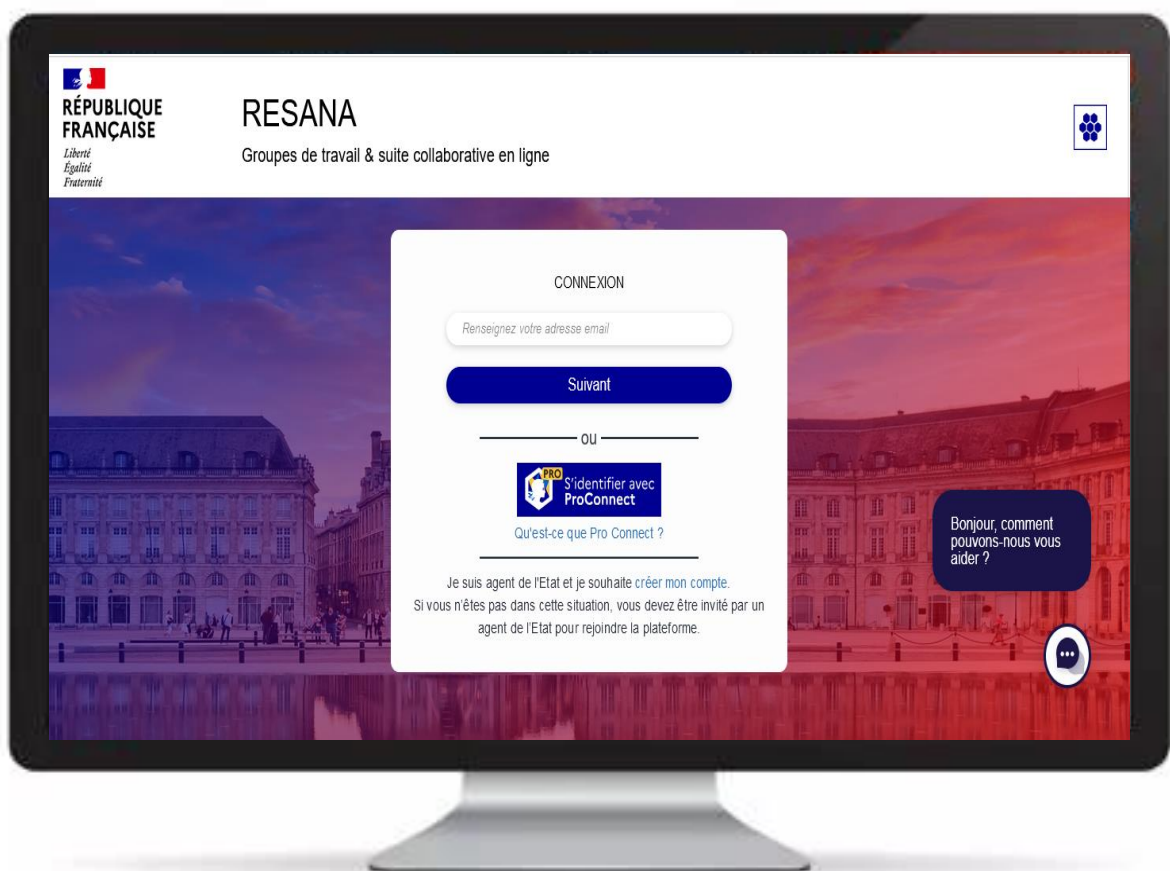 RÉPUBLIQUE
FRANÇAISE
Liberté
Égalité
Fraternité
RESANA
Groupes de travail & suite collaborative en ligne
CONNEXION
Renseignez votre adresse email
Suivant
ou
PRO
S'identifier avec
ProConnect
Qu'est-ce que Pro Connect ?
Je suis agent de l'Etat et je souhaite créer mon compte.
Si vous n'êtes pas dans cette situation, vous devez être invité par un
agent de l'Etat pour rejoindre la plateforme.
Bonjour, comment
pouvons-nous vous
aider ?